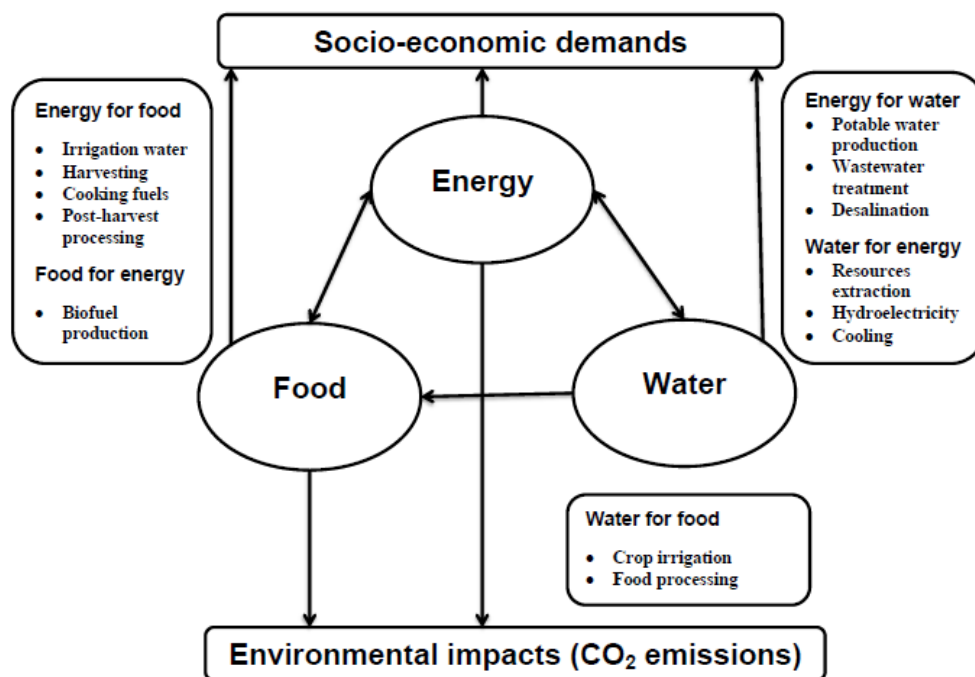 Socio-economic demands
Energy for food
• Irrigation water
• Harvesting
• Cooking fuels
• Post-harvest
processing
Food for energy
• Biofuel
production
Energy for water
• Potable water
production
• Wastewater
treatment
• Desalination
Water for energy
• Resources
extraction
• Hydroelectricity
• Cooling
Energy
Food
Water
Water for food
• Crop irrigation
• Food processing
Environmental impacts (CO₂ emissions)